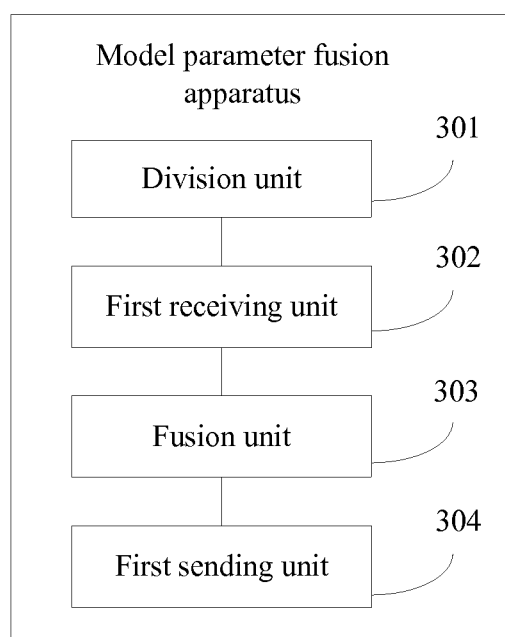 Model parameter fusion
apparatus
301
Division unit
302
First receiving unit
303
Fusion unit
304
First sending unit